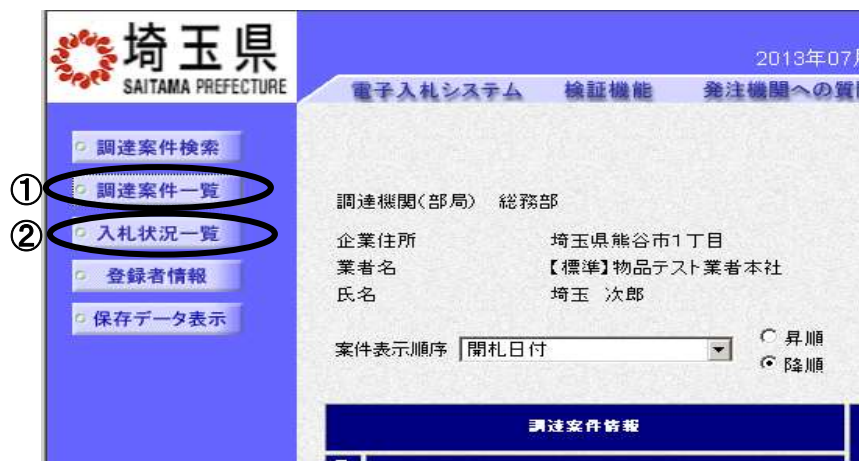 埼玉県
SAITAMA PREFECTURE
2013年07月
電子入札システム 検証機能 発注機関への質問
調達案件検索
① 調達案件一覧
② 入札状況一覧
登録者情報
保存データ表示
調達機関(部局) 総務部
企業住所 埼玉県熊谷市1丁目
業者名 【標準】物品テスト業者本社
氏名 埼玉 次郎
案件表示順序 開札日付
昇順
降順
調達案件情報